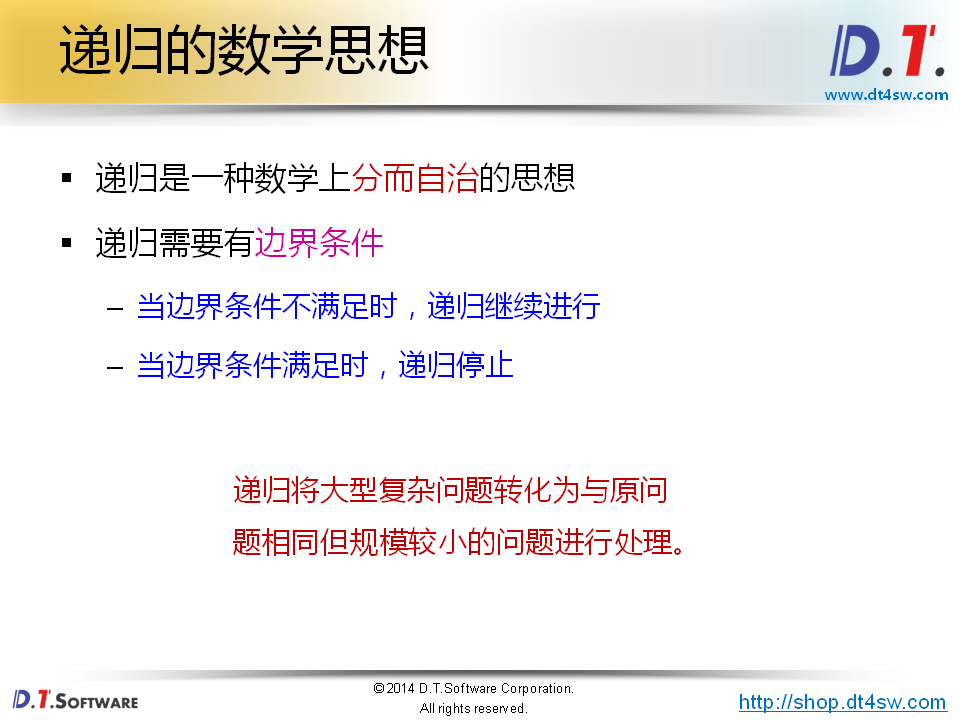 递归的数学思想
D.T.
www.dt4sw.com
▪ 递归是一种数学上分而自治的思想
▪ 递归需要有边界条件
– 当边界条件不满足时，递归继续进行
– 当边界条件满足时，递归停止
递归将大型复杂问题转化为与原问
题相同但规模较小的问题进行处理。
D.T.SOFTWARE
©2014 D.T.Software Corporation.
All rights reserved.
http://shop.dt4sw.com